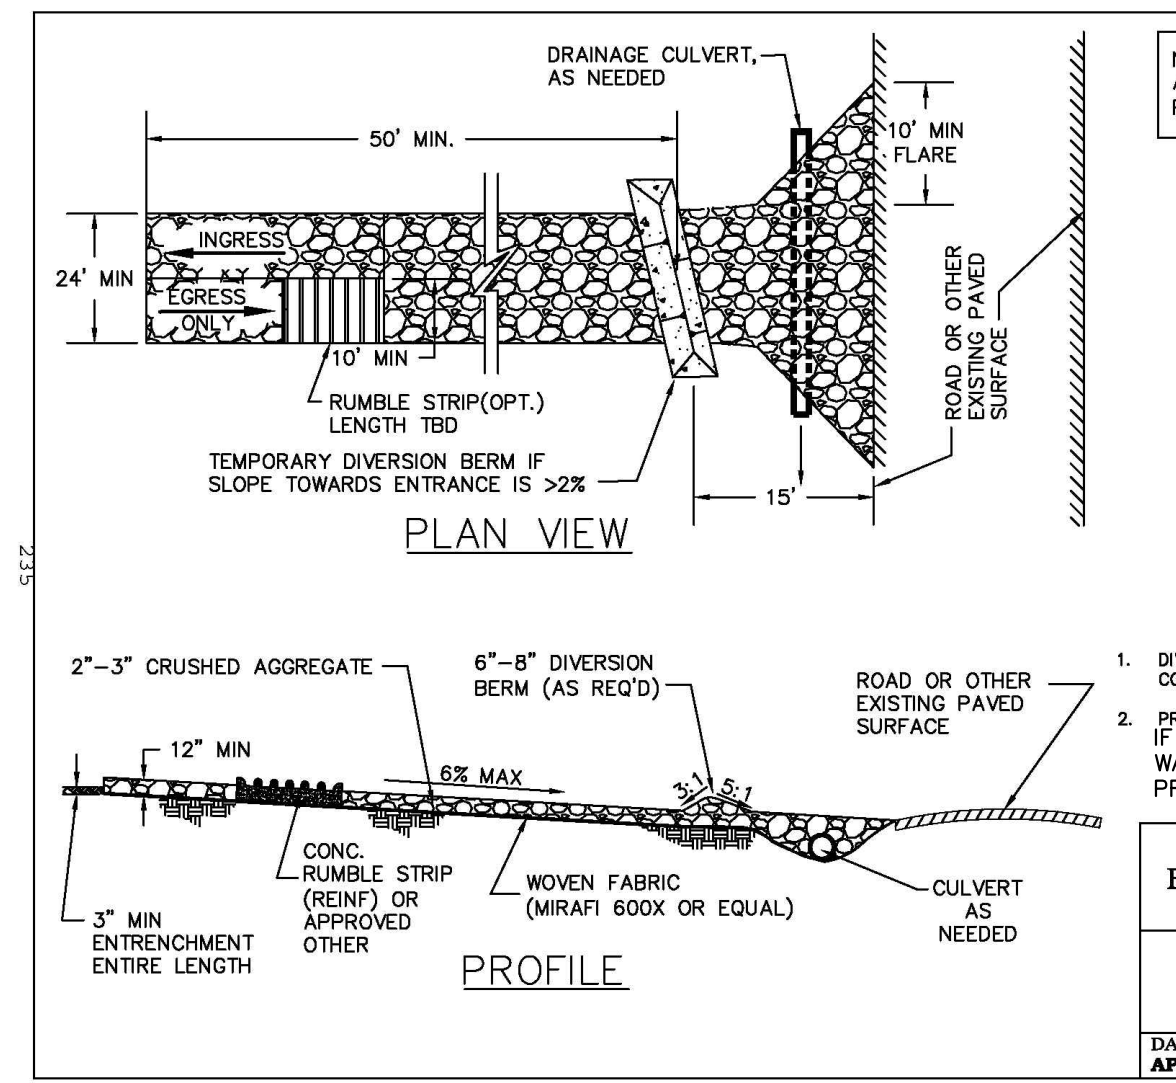 DRAINAGE CULVERT,
AS NEEDED
50' MIN.
10' MIN
FLARE
INGRESS
24' MIN
EGRESS
ONLY
10' MIN
RUMBLE STRIP(OPT.)
LENGTH TBD
ROAD OR OTHER
EXISTING PAVED
SURFACE
TEMPORARY DIVERSION BERM IF
SLOPE TOWARDS ENTRANCE IS >2%
15'
PLAN VIEW
235
2"-3" CRUSHED AGGREGATE
6"-8" DIVERSION
BERM (AS REQ'D)
ROAD OR OTHER
EXISTING PAVED
SURFACE
1.
2.
IF
12" MIN
6% MAX
3:1
5:1
CONC.
RUMBLE STRIP
(REINF) OR
APPROVED
OTHER
WOVEN FABRIC
(MIRAFI 600X OR EQUAL)
CULVERT
AS
NEEDED
3" MIN
ENTRENCHMENT
ENTIRE LENGTH
PROFILE